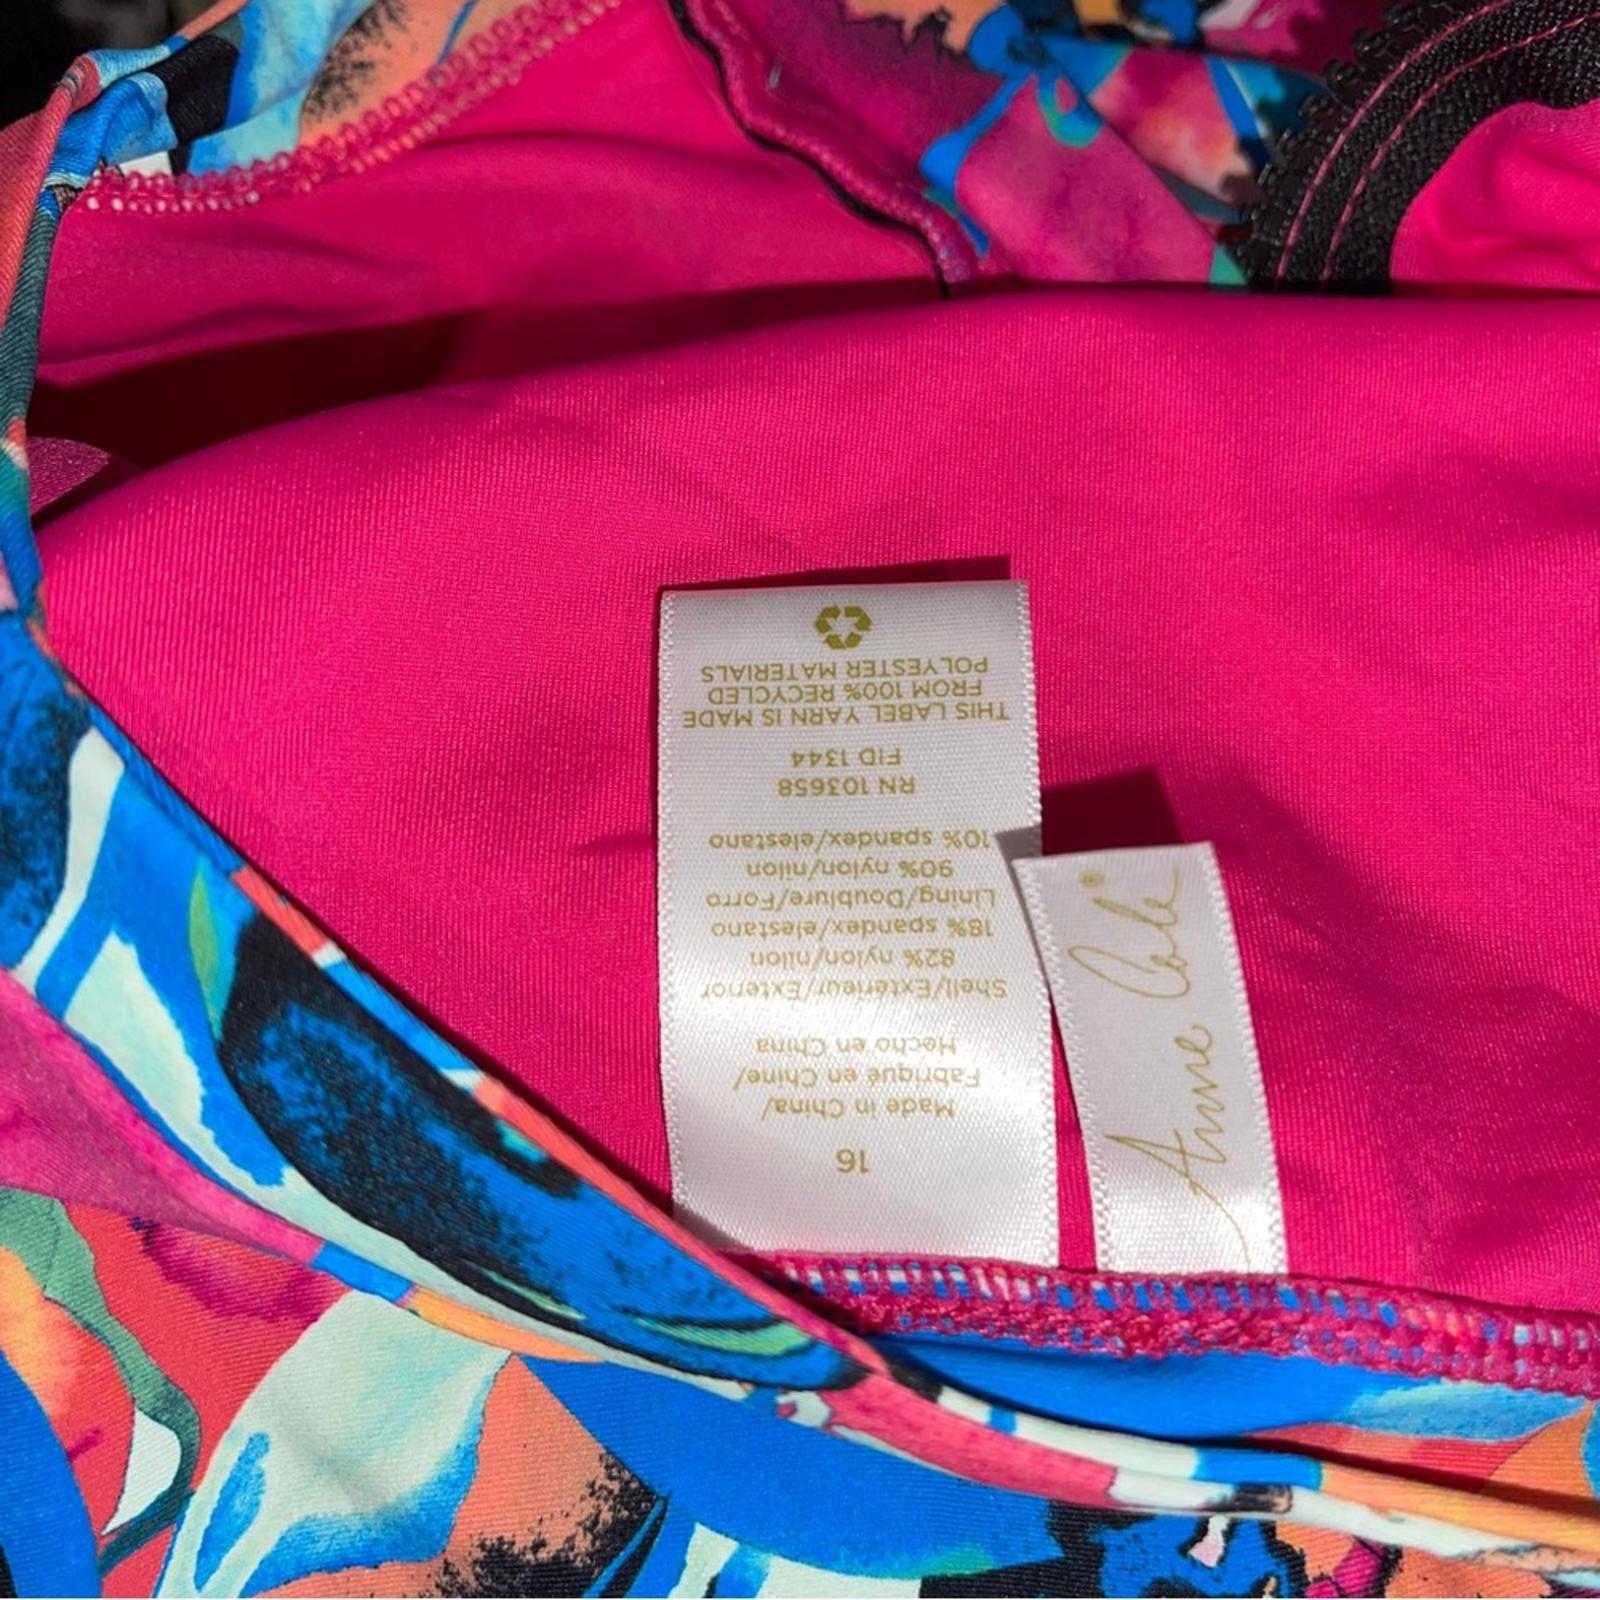 16
Made in China/
Fabriqué en Chine/
Hecho en China
Shell/Extérieur/Exterior
82% nylon/nilon
18% spandex/elestano
Lining/Doublure/Forro
90% nylon/nilon
10% spandex/elestano
RN 103658
FID 1344
THIS LABEL YARN IS MADE
FROM 100% RECYCLED
POLYESTER MATERIALS
Anne Cole®